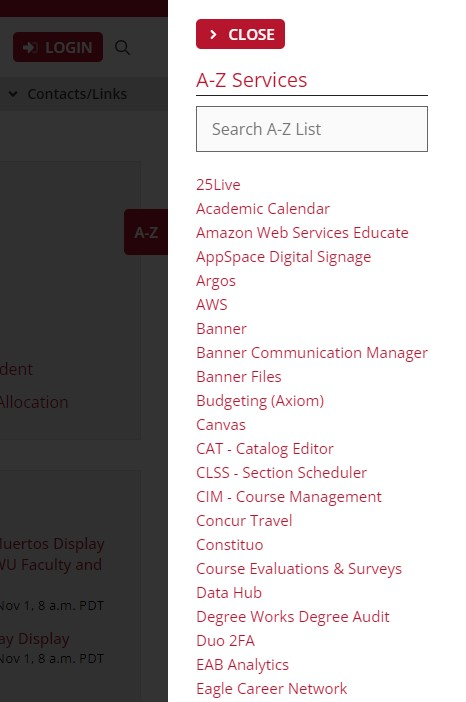 CLOSE
A-Z Services
Search A-Z List
25Live
Academic Calendar
Amazon Web Services Educate
AppSpace Digital Signage
Argos
AWS
Banner
Banner Communication Manager
Banner Files
Budgeting (Axiom)
Canvas
CAT - Catalog Editor
CLSS - Section Scheduler
CIM - Course Management
Concur Travel
Constituo
Course Evaluations & Surveys
Data Hub
Degree Works Degree Audit
Duo 2FA
EAB Analytics
Eagle Career Network
LOGIN
Contacts/Links
A-Z
dent
Allocation
Muertos Display
WU Faculty and
Nov 1, 8 a.m. PDT
ay Display
Nov 1, 8 a.m. PDT